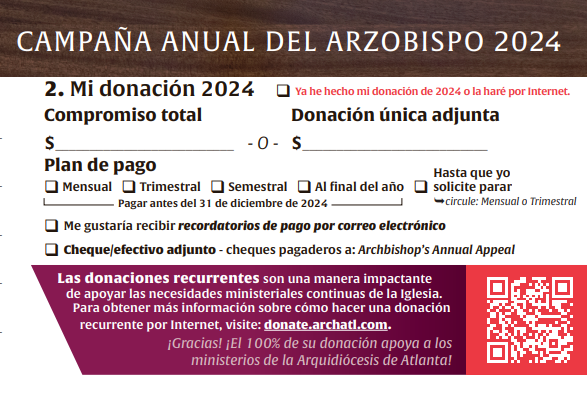 CAMPAÑA ANUAL DEL ARZOBISPO 2024
2. Mi donación 2024 ❏ Ya he hecho mi donación de 2024 o la haré por Internet.
Compromiso total Donación única adjunta
$____________________ - O - $____________________
Plan de pago
❏ Mensual ❏ Trimestral ❏ Semestral ❏ Al final del año ❏ Hasta que yo
solicite parar
Pagar antes del 31 de diciembre de 2024 ➥circule: Mensual o Trimestral
❏ Me gustaría recibir recordatorios de pago por correo electrónico
❏ Cheque/efectivo adjunto - cheques pagaderos a: Archbishop's Annual Appeal
Las donaciones recurrentes son una manera impactante
de apoyar las necesidades ministeriales continuas de la Iglesia.
Para obtener más información sobre cómo hacer una donación
recurrente por Internet, visite: donate.archatl.com.
¡Gracias! ¡El 100% de su donación apoya a los
ministerios de la Arquidiócesis de Atlanta!